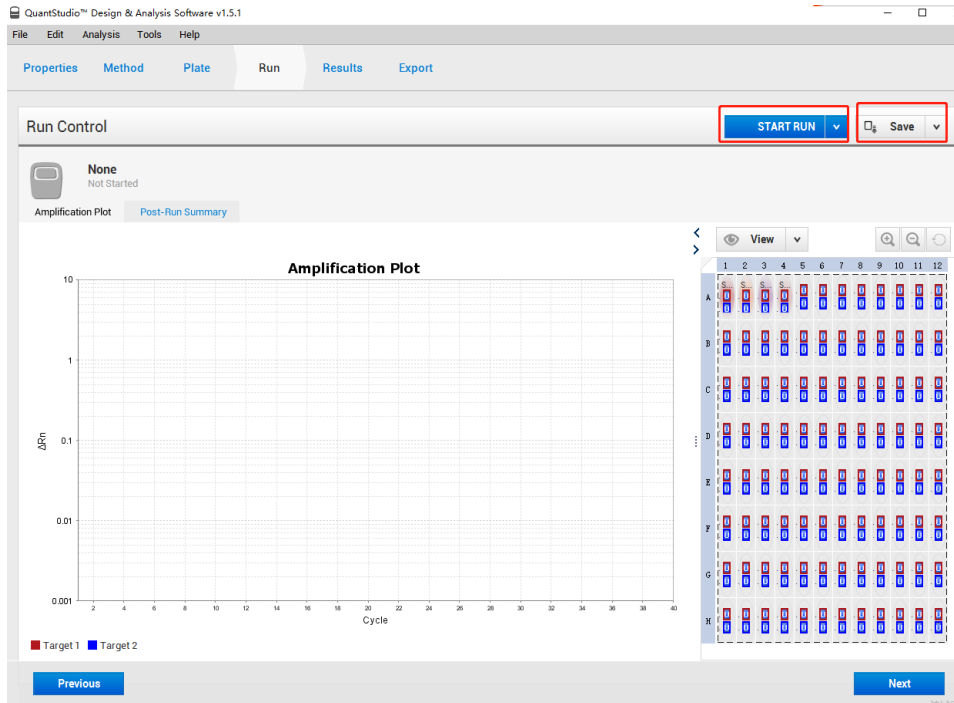 QuantStudio™ Design & Analysis Software v1.5.1
File Edit Analysis Tools Help
Properties Method Plate Run Results Export
Run Control
START RUN
Save
None
Not Started
Amplification Plot Post-Run Summary
View
Amplification Plot
10
1
0.1
0.01
0.001
ΔRn
2 4 6 8 10 12 14 16 18 20 22 24 26 28 30 32 34 36 38 40
Cycle
Target 1 Target 2
1 2 3 4 5 6 7 8 9 10 11 12
S... S... S... S...
A
B
C
D
E
F
G
H
Previous
Next